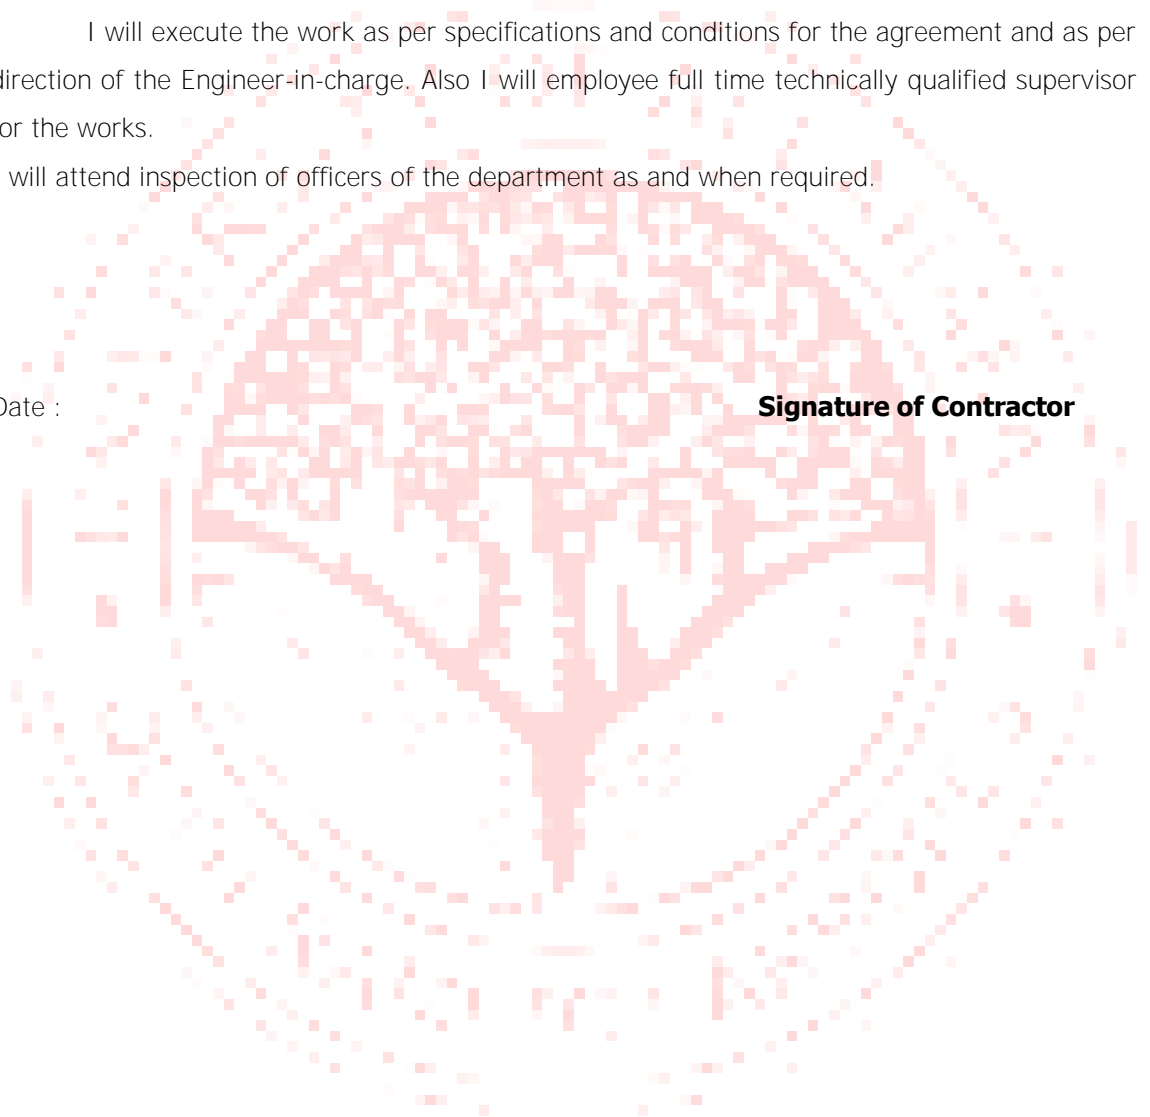 I will execute the work as per specifications and conditions for the agreement and as per
direction of the Engineer-in-charge. Also I will employee full time technically qualified supervisor
or the works.
will attend inspection of officers of the department as and when required.
Date :
Signature of Contractor